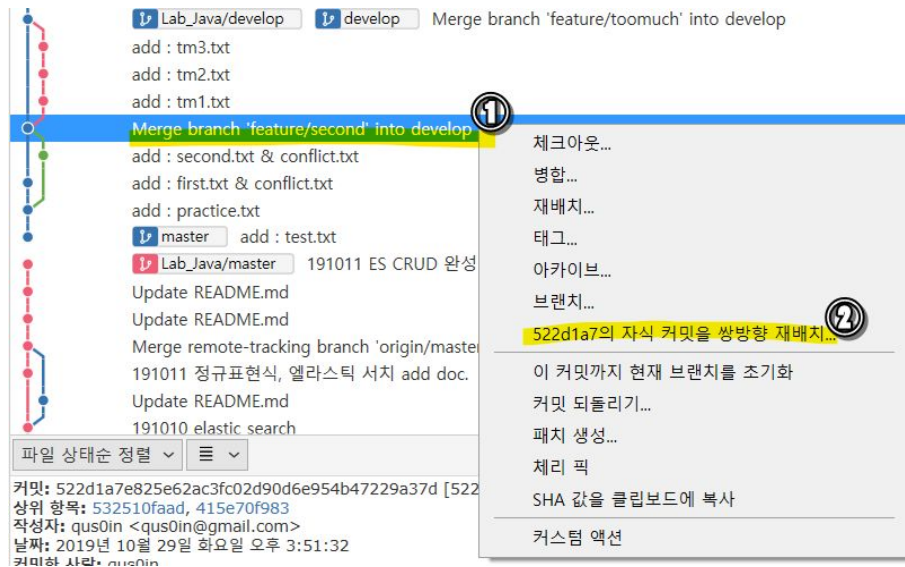 Lab_Java/develop develop Merge branch 'feature/toomuch' into develop
add : tm3.txt
add : tm2.txt
add : tm1.txt
Merge branch 'feature/second' into develop
①
add : second.txt & conflict.txt
add : first.txt & conflict.txt
add : practice.txt
master add : test.txt
Lab_Java/master 191011 ES CRUD 완성
Update README.md
Update README.md
Merge remote-tracking branch 'origin/master
191011 정규표현식, 엘라스틱 서치 add doc.
Update README.md
191010 elastic search
체크아웃...
병합...
재배치...
태그...
아카이브...
브랜치...
522d1a7의 자식 커밋을 쌍방향 재배치...
②
이 커밋까지 현재 브랜치를 초기화
커밋 되돌리기...
패치 생성...
체리 픽
SHA 값을 클립보드에 복사
커스텀 액션
파일 상태순 정렬
커밋: 522d1a7e825e62ac3fc02d90d6e954b47229a37d [522
상위 항목: 532510faad, 415e70f983
작성자: qus0in <qus0in@gmail.com>
날짜: 2019년 10월 29일 화요일 오후 3:51:32
커밋한 사람: qus0in